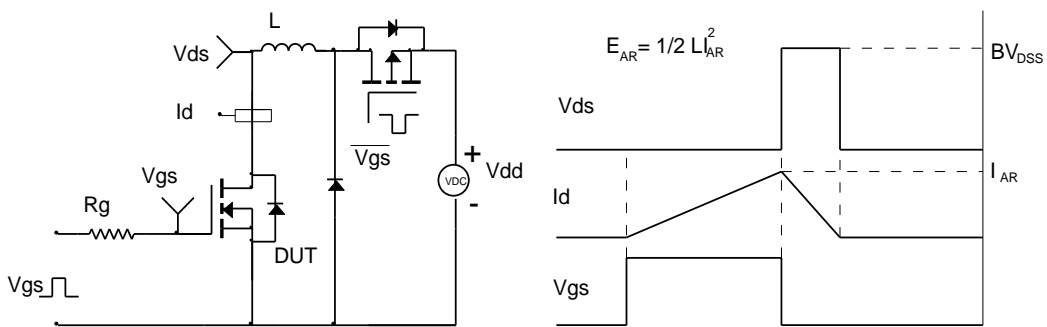 L
Vds
Id
Vgs
Rg
DUT
Vgs
Vgs
+
VDC
Vdd
-
E_AR = 1/2 LI_AR^2
BV_DSS
Vds
I_AR
Id
Vgs